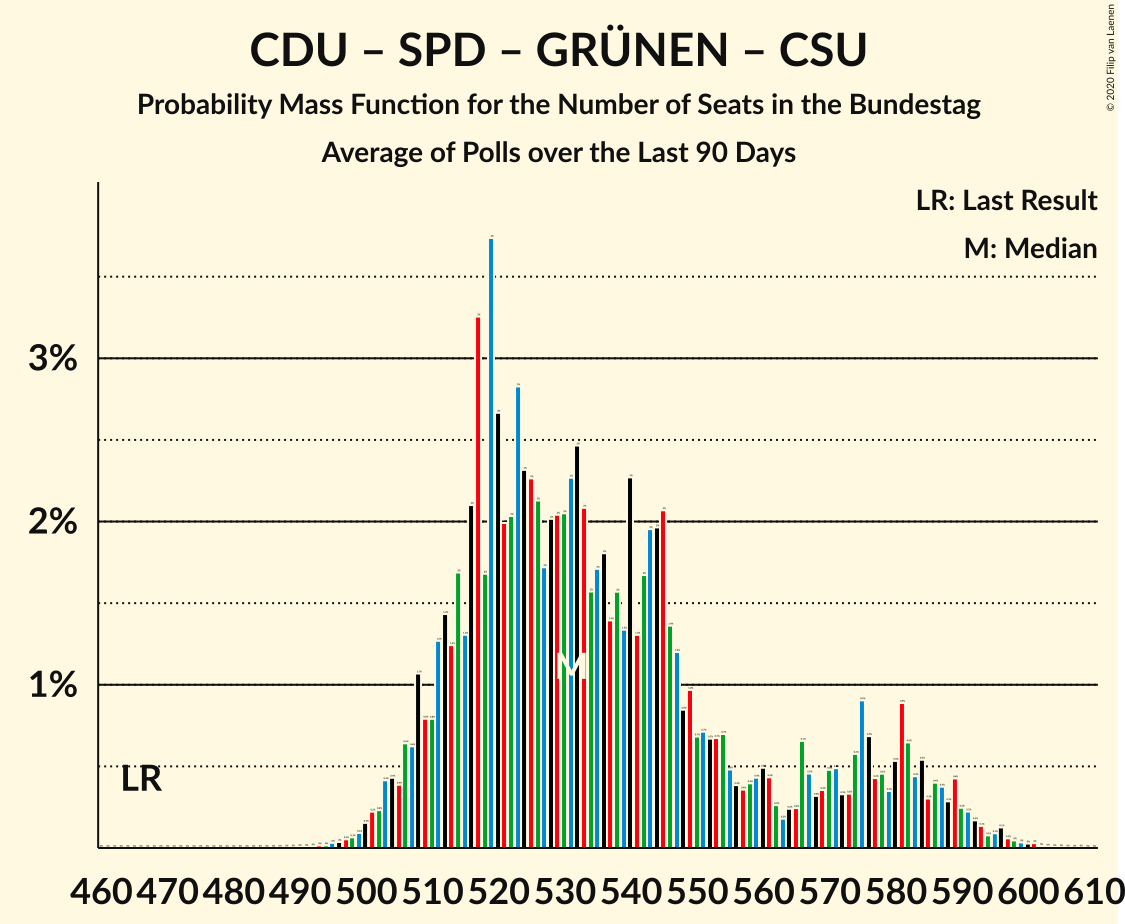 CDU – SPD – GRÜNEN – CSU
Probability Mass Function for the Number of Seats in the Bundestag
Average of Polls over the Last 90 Days
© 2020 Filip van Laenen
LR: Last Result
M: Median
3%
2%
1%
LR
M
460 470 480 490 500 510 520 530 540 550 560 570 580 590 600 610